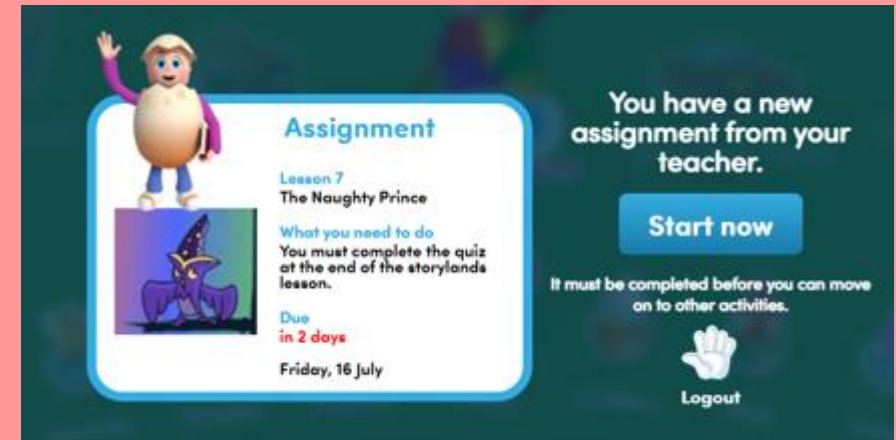 Assignment
Lesson 7
The Naughty Prince
What you need to do
You must complete the quiz
at the end of the storylands
lesson.
Due
in 2 days
Friday, 16 July
You have a new
assignment from your
teacher.
Start now
It must be completed before you can move
on to other activities.
Logout